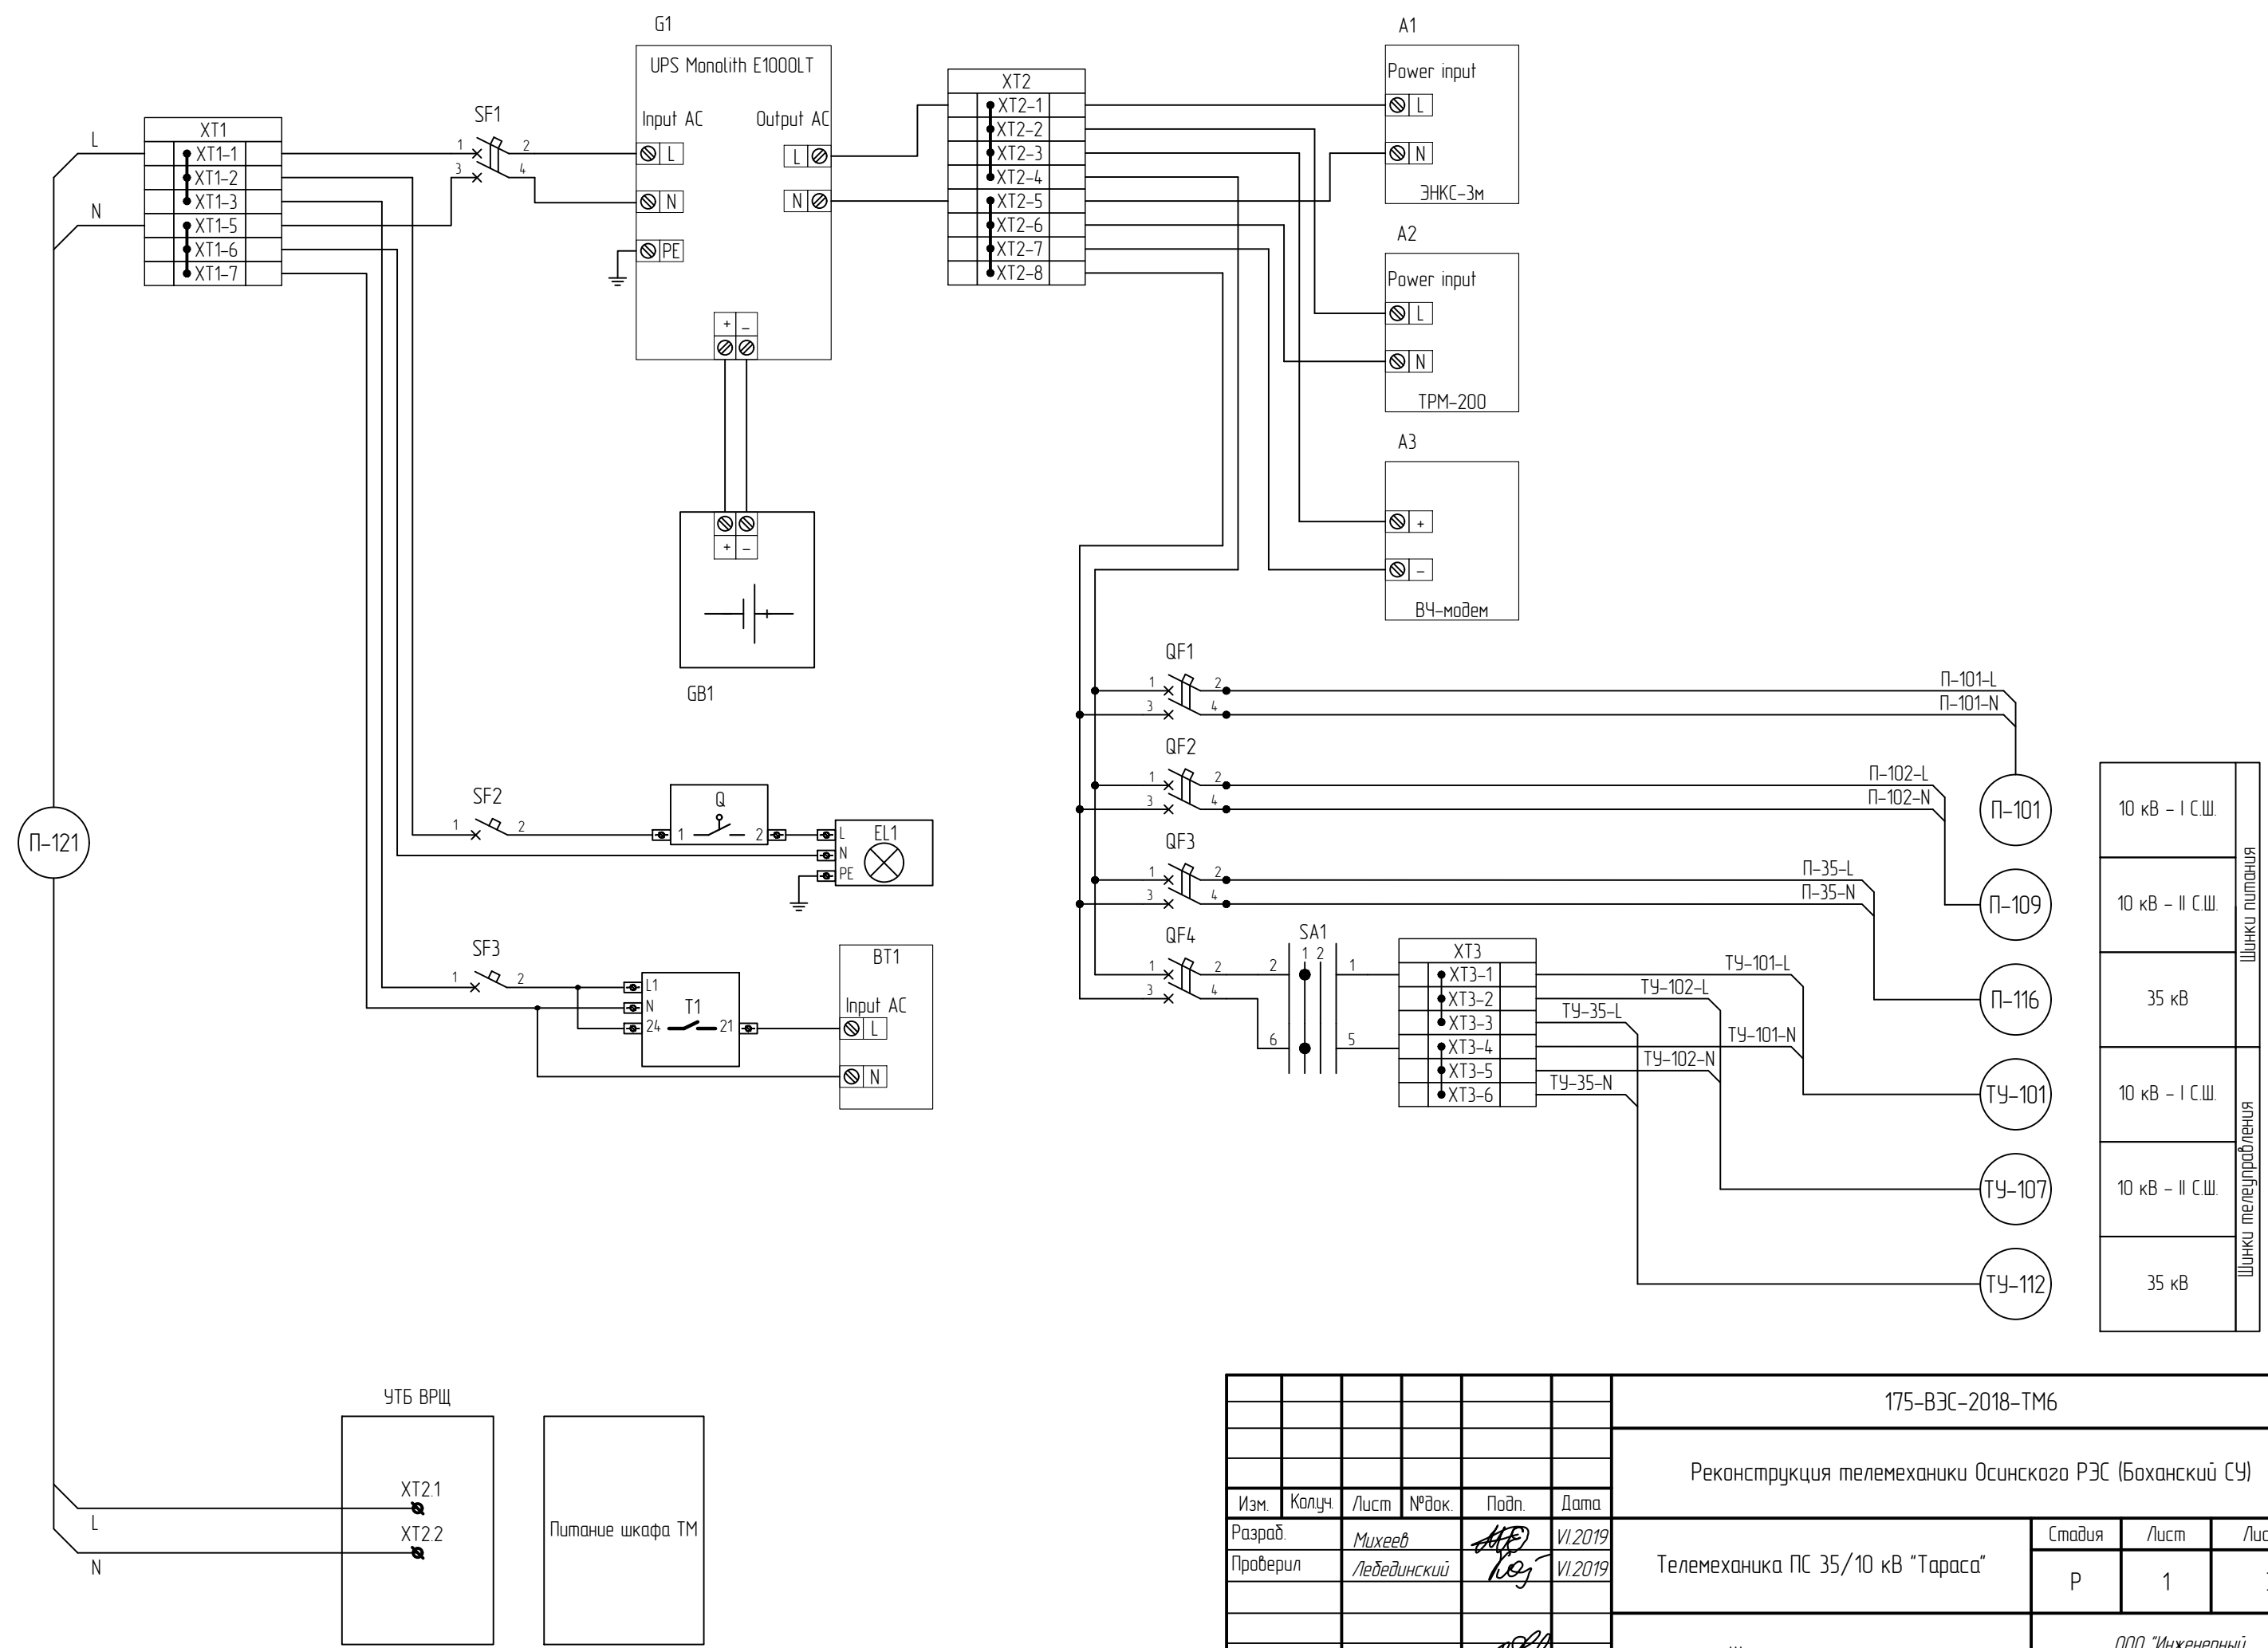 G1
UPS Monolith E1000LT
Input AC
Output AC
L
N
PE
L
N
+ –
+ –
GB1
L
N
XT1
XT1-1
XT1-2
XT1-3
XT1-5
XT1-6
XT1-7
SF1
1 2
3 4
XT2
XT2-1
XT2-2
XT2-3
XT2-4
XT2-5
XT2-6
XT2-7
XT2-8
A1
Power input
L
N
ЭНКС-3м
A2
Power input
L
N
ТРМ-200
A3
+
–
ВЧ-модем
П-121
SF2
1 2
Q
1 2
EL1
L
N
PE
SF3
1 2
L1
N
24 T1 21
BT1
Input AC
L
N
QF1
1 2
3 4
П-101-L
П-101-N
QF2
1 2
3 4
П-102-L
П-102-N
QF3
1 2
3 4
П-35-L
П-35-N
QF4
1 2
3 4
SA1
1 2
2 1
6 5
XT3
XT3-1
XT3-2
XT3-3
XT3-4
XT3-5
XT3-6
ТУ-101-L
ТУ-102-L
ТУ-35-L
ТУ-101-N
ТУ-102-N
ТУ-35-N
П-101
П-109
П-116
ТУ-101
ТУ-107
ТУ-112
10 кВ – I С.Ш.
10 кВ – II С.Ш.
35 кВ
Шинки питания
10 кВ – I С.Ш.
10 кВ – II С.Ш.
35 кВ
Шинки телеуправления
УТБ ВРЩ
XT2.1
XT2.2
L
N
Питание шкафа ТМ
175-ВЭС-2018-ТМ6
Реконструкция телемеханики Осинского РЭС (Боханский СУ)
Изм. Кол.уч. Лист №док. Подп. Дата
Разраб. Михеев VI.2019
Проверил Лебединский VI.2019
Телемеханика ПС 35/10 кВ "Тараса"
Стадия Лист
Р 1
ООО "Инженерный